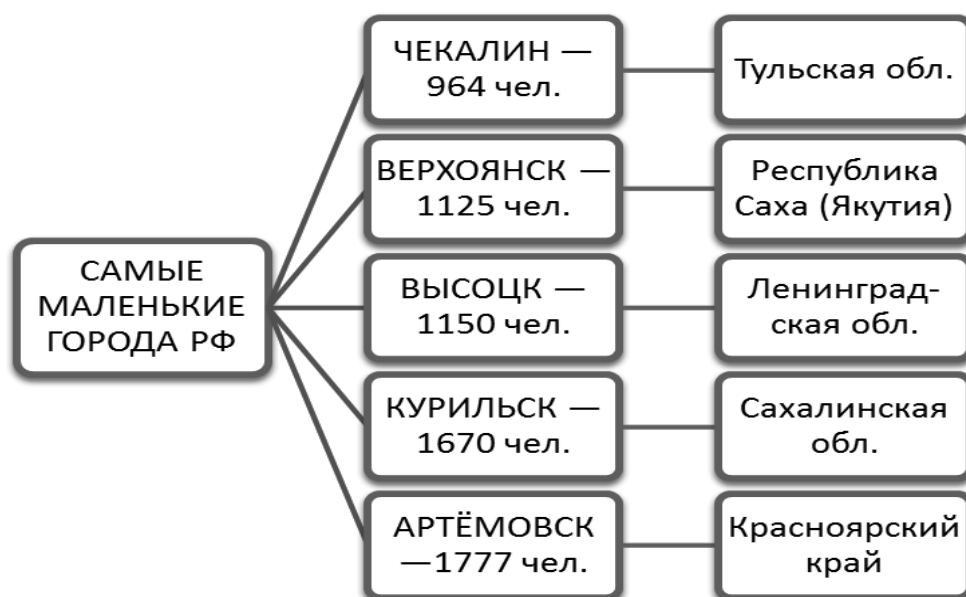 САМЫЕ
МАЛЕНЬКИЕ
ГОРОДА РФ
ЧЕКАЛИН —
964 чел.
Тульская обл.
ВЕРХОЯНСК —
1125 чел.
Республика
Саха (Якутия)
ВЫСОЦК —
1150 чел.
Ленинград-
ская обл.
КУРИЛЬСК —
1670 чел.
Сахалинская
обл.
АРТЁМОВСК
—1777 чел.
Красноярский
край